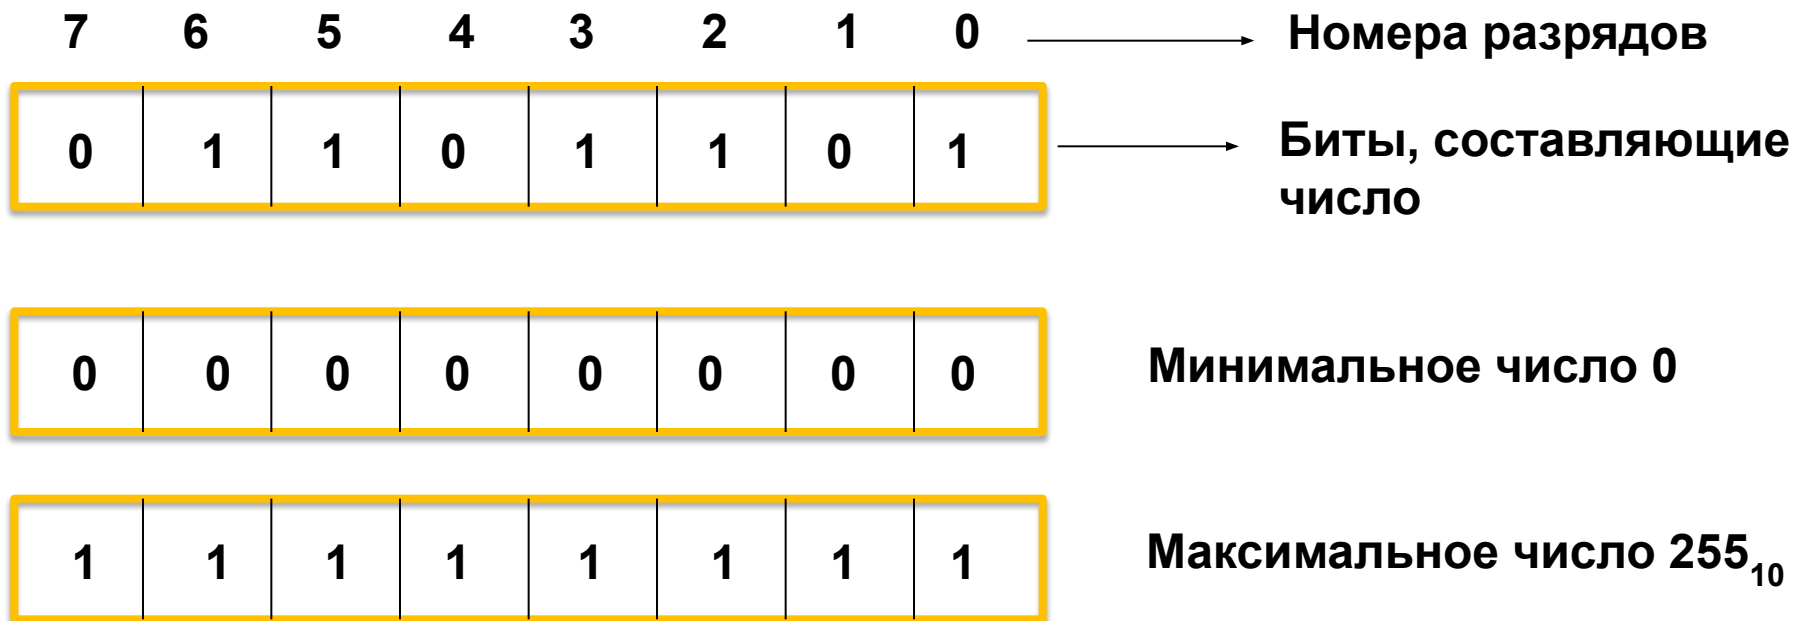 7 6 5 4 3 2 1 0 Номера разрядов
0 1 1 0 1 1 0 1 Биты, составляющие
число
0 0 0 0 0 0 0 0 Минимальное число 0
1 1 1 1 1 1 1 1 Максимальное число 255₁₀